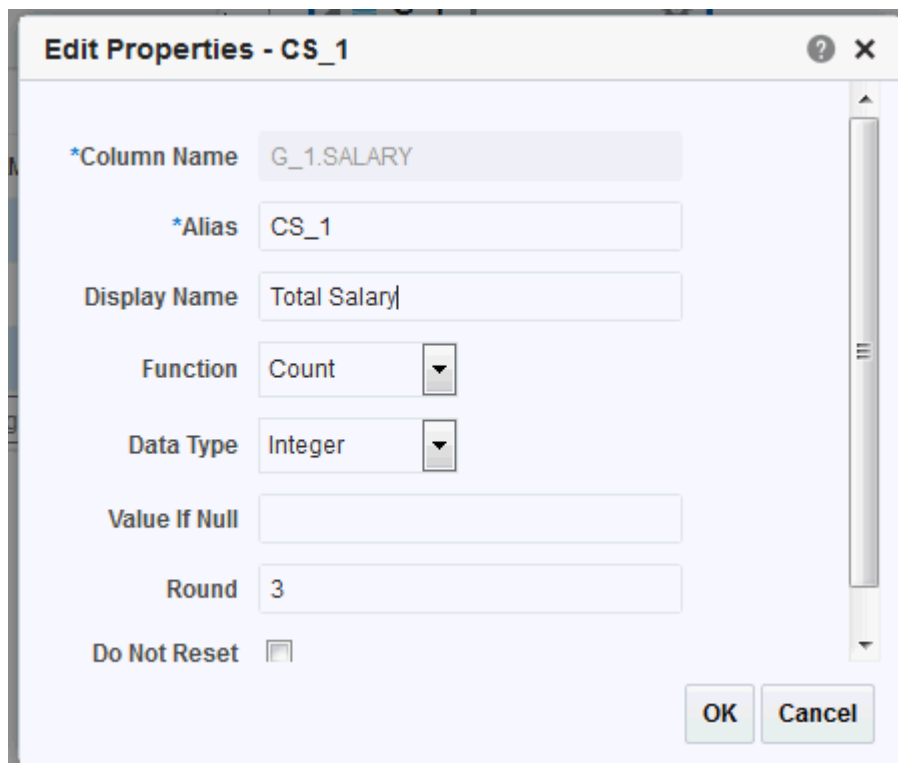 Edit Properties - CS_1
*Column Name G_1.SALARY
*Alias CS_1
Display Name Total Salary
Function Count
Data Type Integer
Value If Null
Round 3
Do Not Reset
OK Cancel